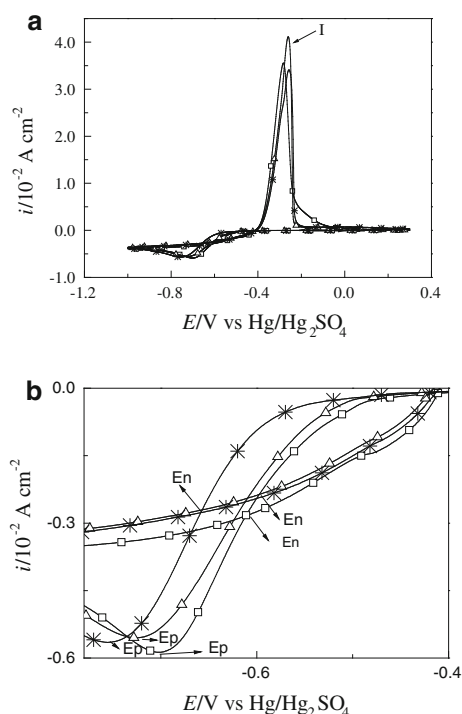 a
I
4.0
3.0
2.0
1.0
0.0
-1.0
i/10⁻² A cm⁻²
-1.2 -0.8 -0.4 0.0 0.4
E/V vs Hg/Hg₂SO₄
b
0.0
-0.3
-0.6
i/10⁻² A cm⁻²
En
En
En
Ep
Ep
Ep
-0.6 -0.4
E/V vs Hg/Hg₂SO₄